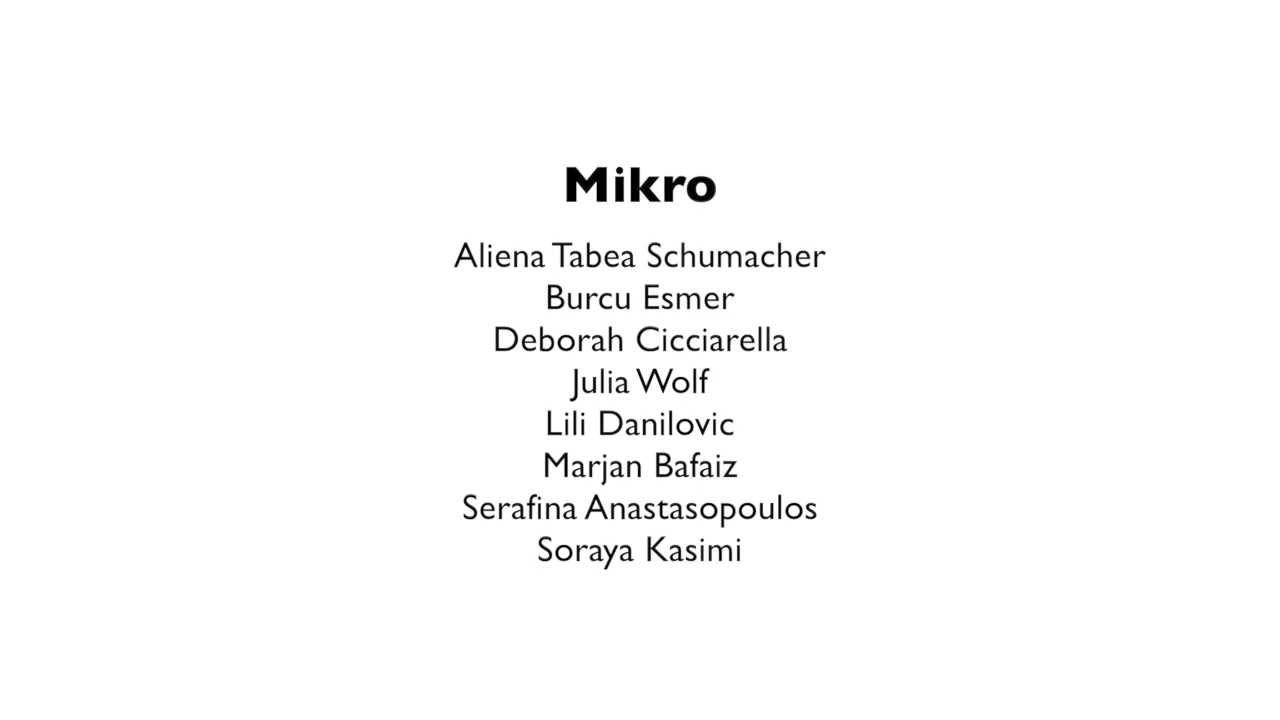 Mikro
Aliena Tabea Schumacher
Burcu Esmer
Deborah Cicciarella
Julia Wolf
Lili Danilovic
Marjan Bafaiz
Serafina Anastasopoulos
Soraya Kasimi